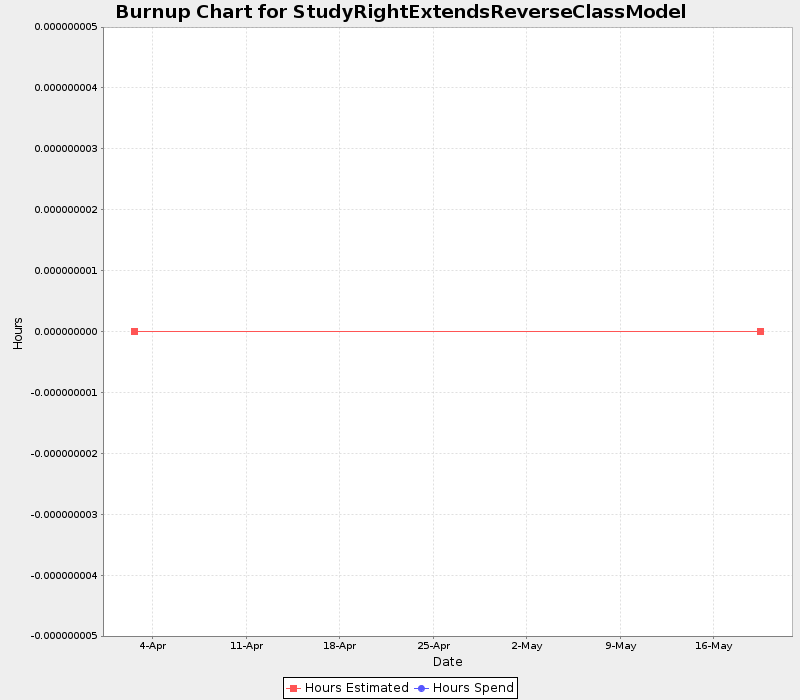 Burnup Chart for StudyRightExtendsReverseClassModel
0.000000005
0.000000004
0.000000003
0.000000002
0.000000001
0.000000000
-0.000000001
-0.000000002
-0.000000003
-0.000000004
-0.000000005
Hours
4-Apr 11-Apr 18-Apr 25-Apr 2-May 9-May 16-May
Date
Hours Estimated Hours Spend